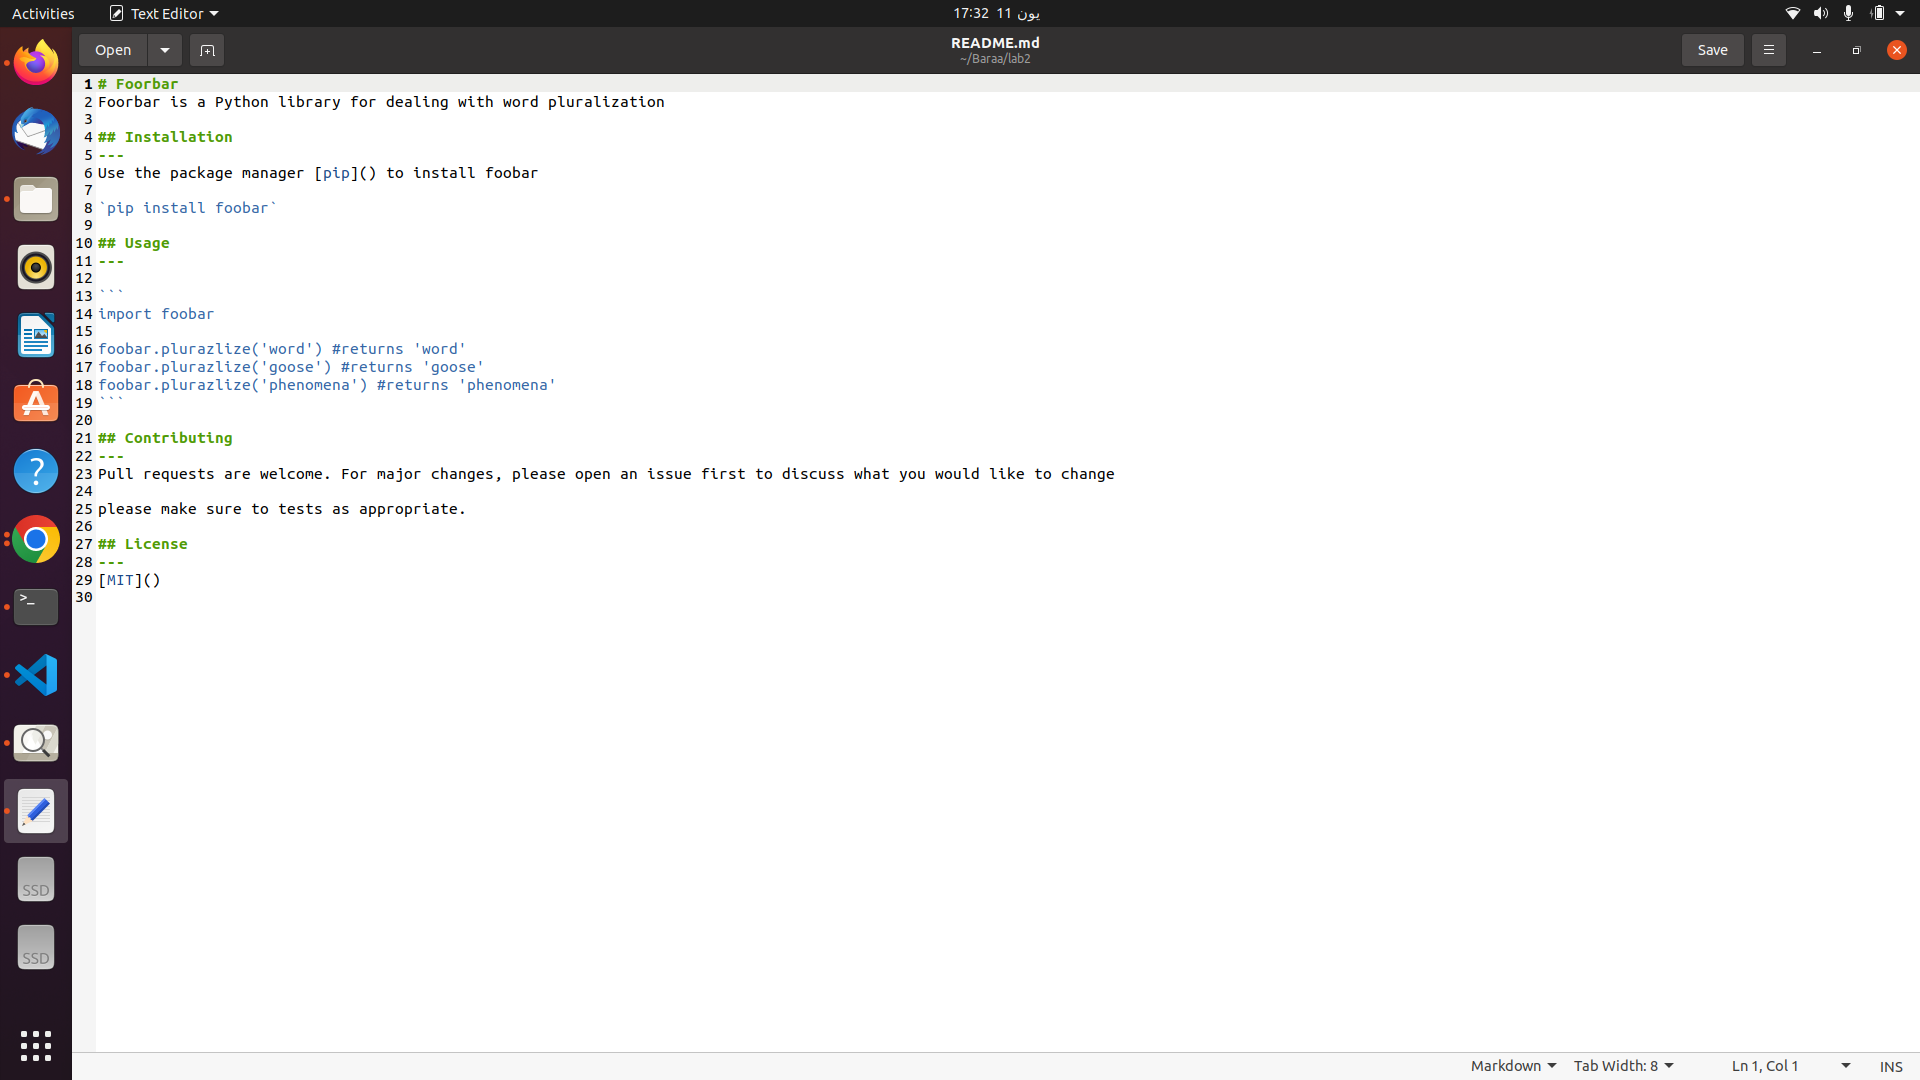 Activities
Text Editor
17:32 11 يون
Open
README.md
~/Baraa/lab2
Save
1 # Foorbar
2 Foorbar is a Python library for dealing with word pluralization
3
4 ## Installation
5 ---
6 Use the package manager [pip]() to install foobar
7
8 `pip install foobar`
9
10 ## Usage
11 ---
12
13 ```
14 import foobar
15
16 foobar.plurazlize('word') #returns 'word'
17 foobar.plurazlize('goose') #returns 'goose'
18 foobar.plurazlize('phenomena') #returns 'phenomena'
19 ```
20
21 ## Contributing
22 ---
23 Pull requests are welcome. For major changes, please open an issue first to discuss what you would like to change
24
25 please make sure to tests as appropriate.
26
27 ## License
28 ---
29 [MIT]()
30
SSD
SSD
Markdown
Tab Width: 8
Ln 1, Col 1
INS